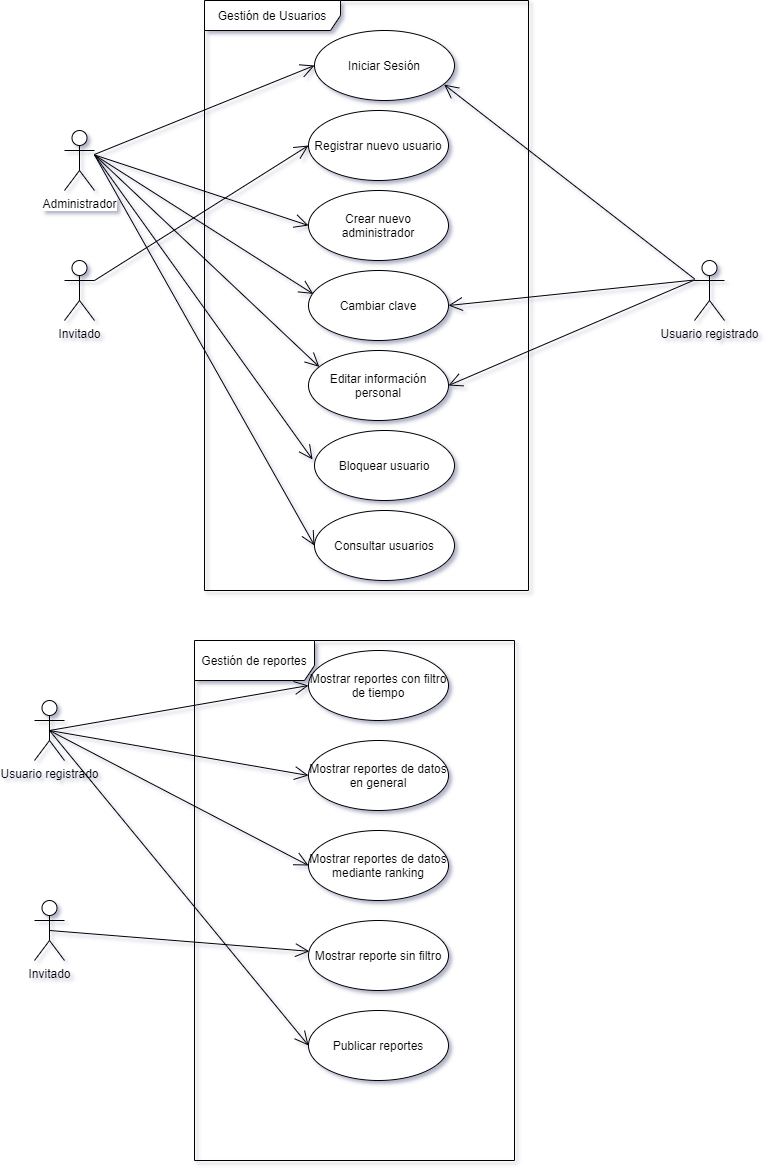 Gestión de Usuarios
Iniciar Sesión
Registrar nuevo usuario
Administrador
Crear nuevo
administrador
Invitado
Cambiar clave
Usuario registrado
Editar información
personal
Bloquear usuario
Consultar usuarios
Gestión de reportes
Mostrar reportes con filtro
de tiempo
Usuario registrado
Mostrar reportes de datos
en general
Mostrar reportes de datos
mediante ranking
Mostrar reporte sin filtro
Invitado
Publicar reportes